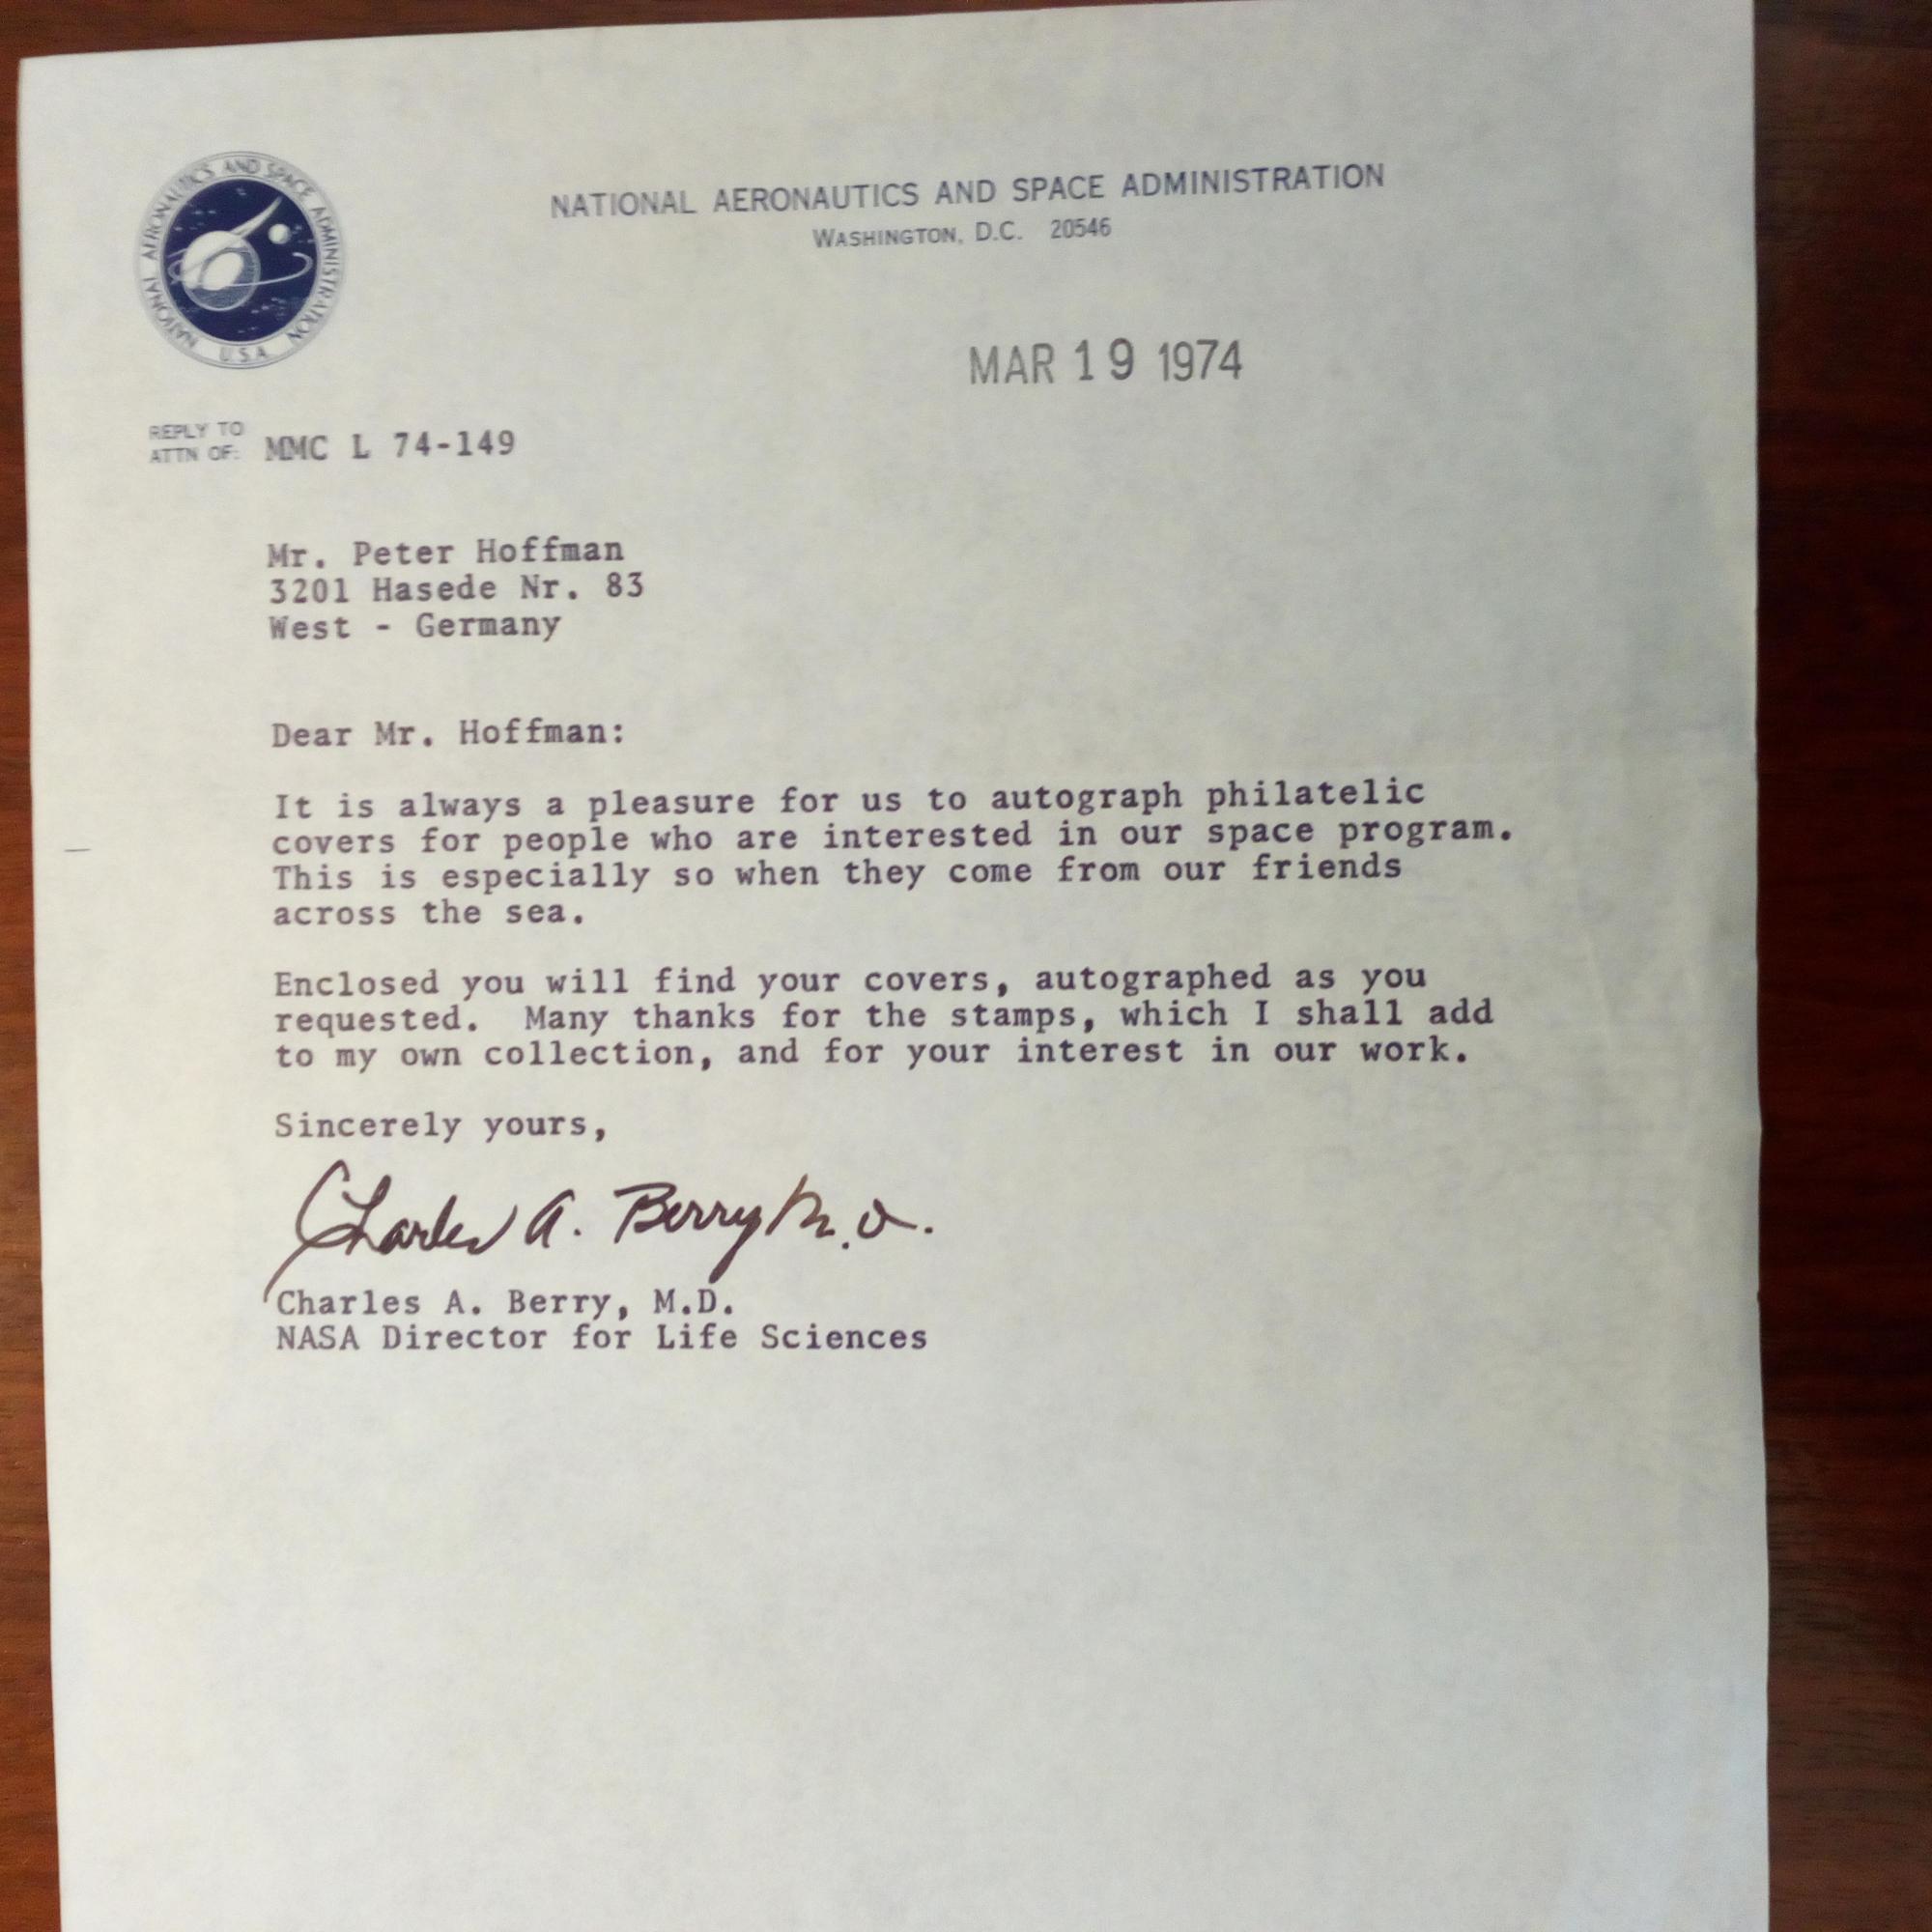 NATIONAL AERONAUTICS AND SPACE ADMINISTRATION
U.S.A.
NATIONAL AERONAUTICS AND SPACE ADMINISTRATION
WASHINGTON, D.C. 20546
MAR 19 1974
REPLY TO
ATTN OF: MMC L 74-149
Mr. Peter Hoffman
3201 Hasede Nr. 83
West - Germany
Dear Mr. Hoffman:
It is always a pleasure for us to autograph philatelic
covers for people who are interested in our space program.
This is especially so when they come from our friends
across the sea.
Enclosed you will find your covers, autographed as you
requested. Many thanks for the stamps, which I shall add
to my own collection, and for your interest in our work.
Sincerely yours,
Charles A. Berry M.D.
Charles A. Berry, M.D.
NASA Director for Life Sciences